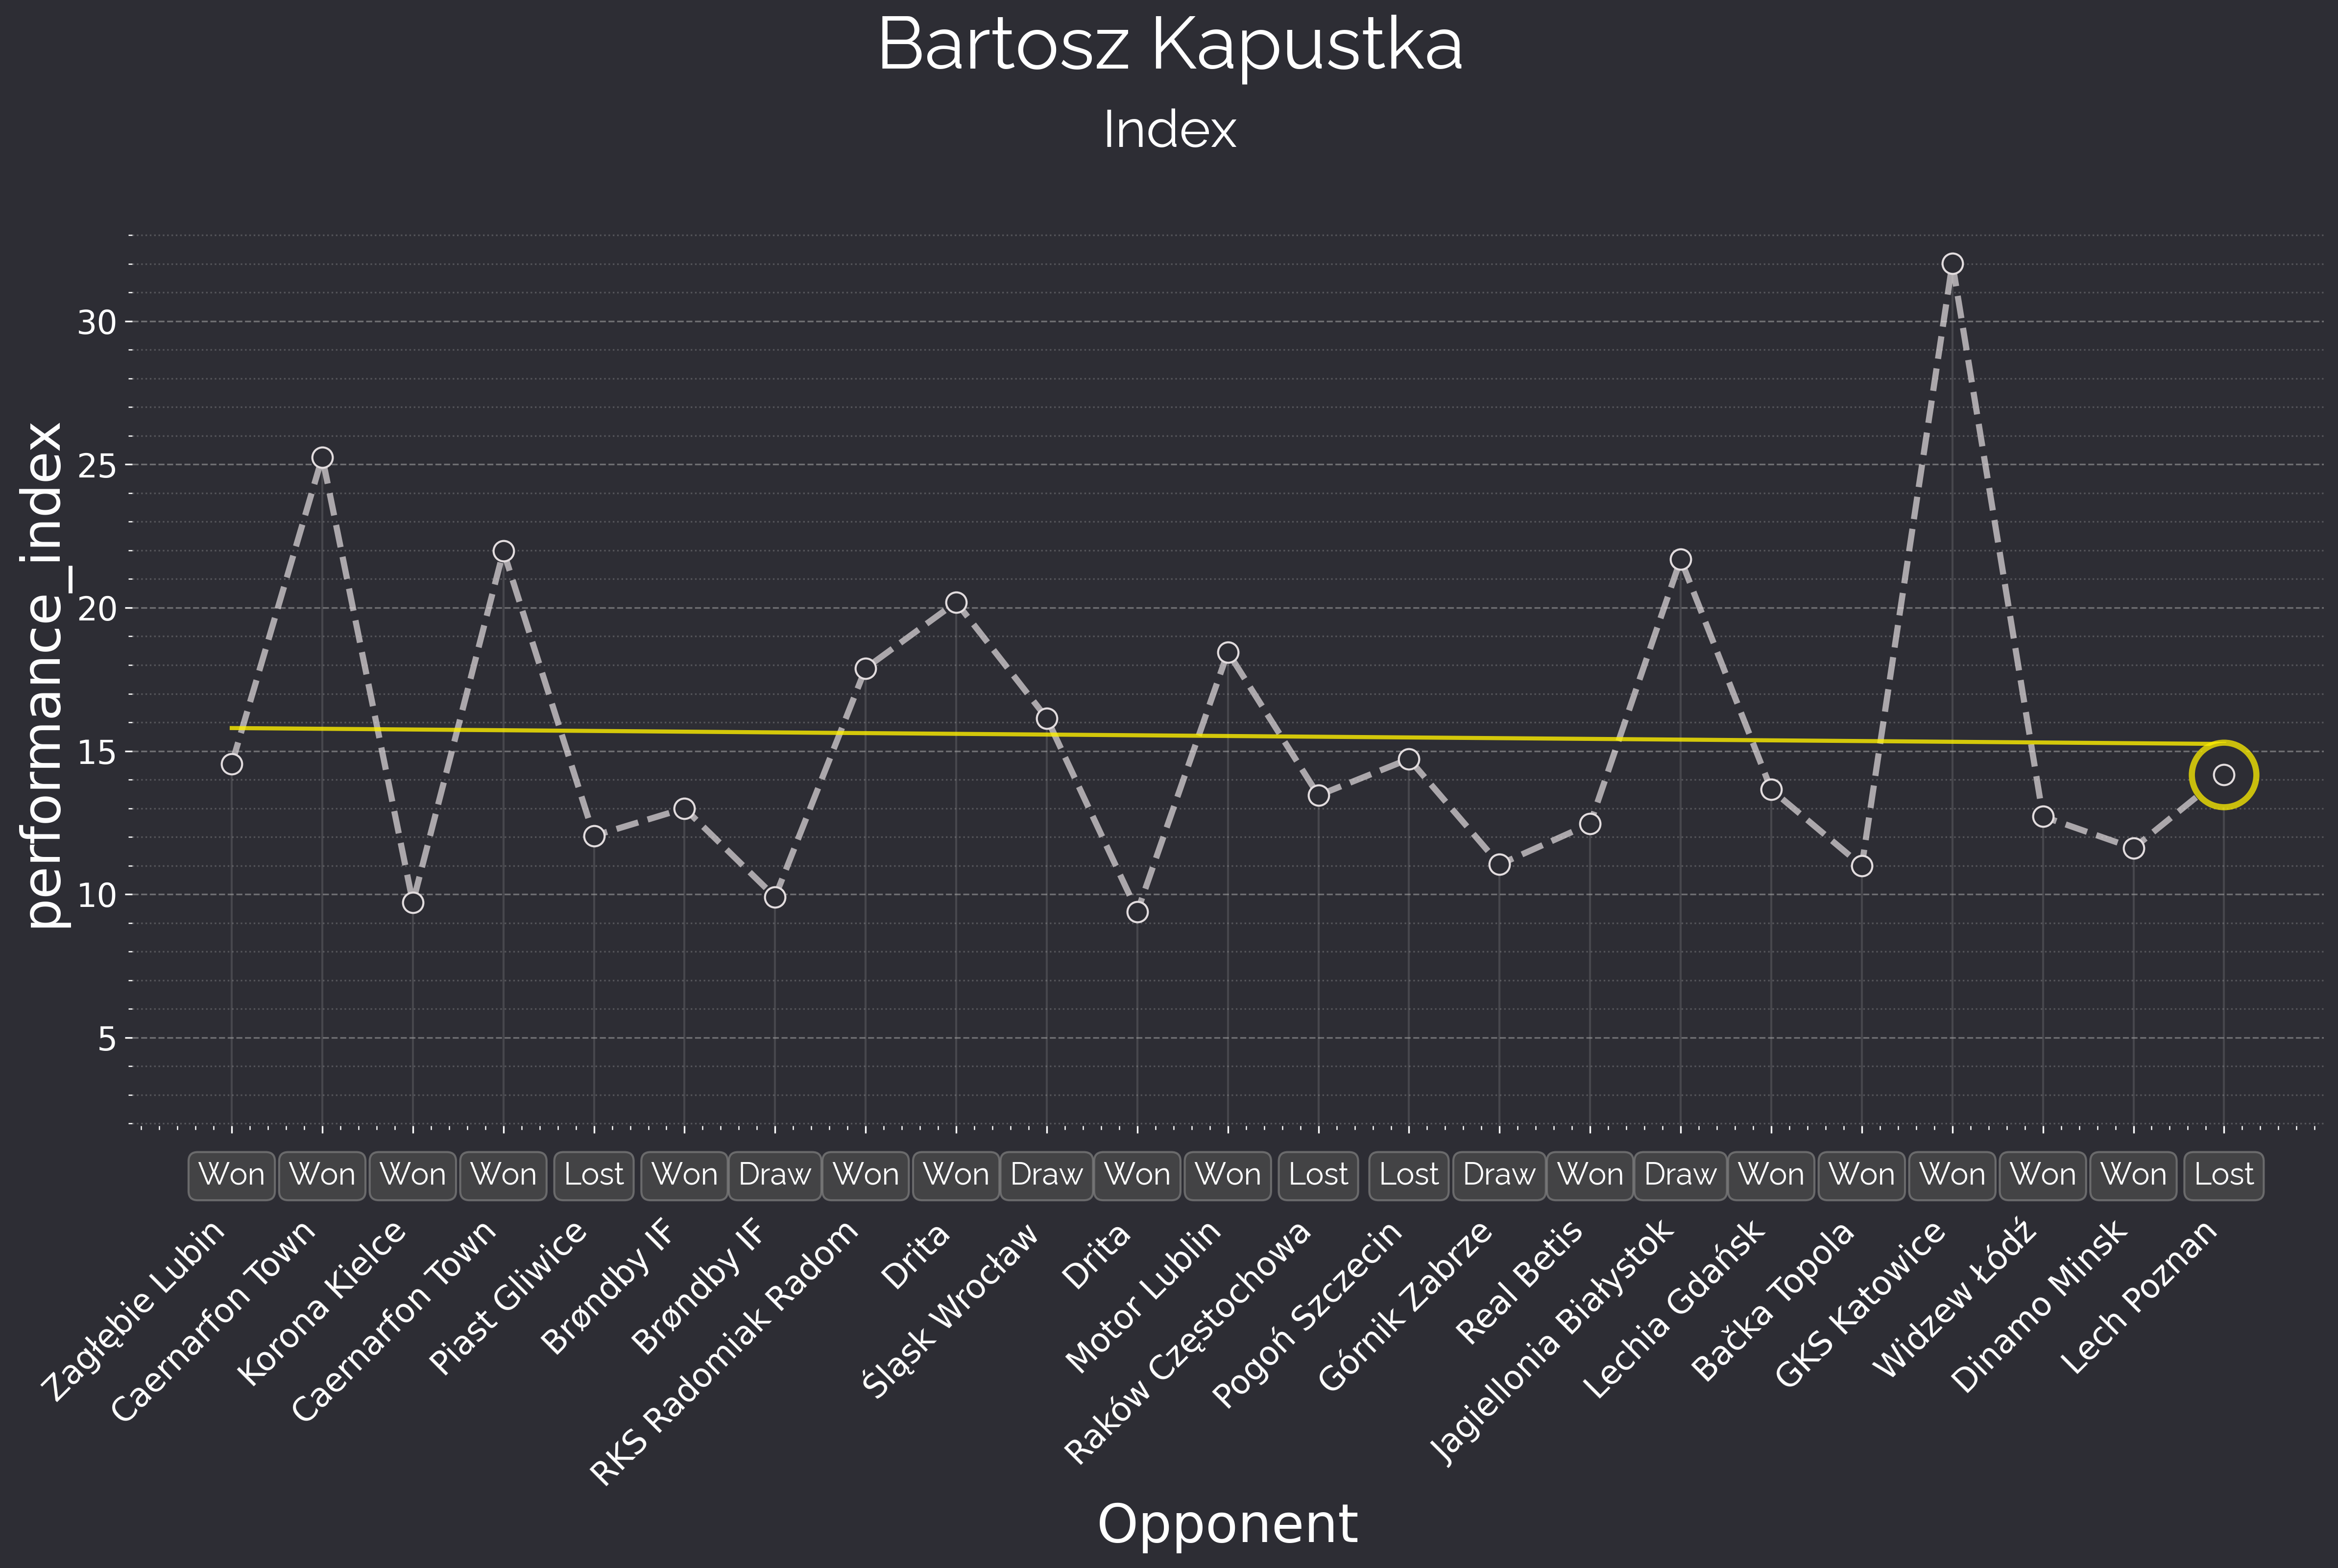 Bartosz Kapustka
Index
performance_index
30
25
20
15
10
5
Won Won Won Won Lost Won Draw Won Won Draw Won Won Lost Lost Draw Won Draw Won Won Won Won Won Lost
Zagłębie Lubin
Caernarfon Town
Korona Kielce
Caernarfon Town
Piast Gliwice
Brøndby IF
Brøndby IF
RKS Radomiak Radom
Drita
Śląsk Wrocław
Drita
Motor Lublin
Raków Częstochowa
Pogoń Szczecin
Górnik Zabrze
Real Betis
Jagiellonia Białystok
Lechia Gdańsk
Bačka Topola
GKS Katowice
Widzew Łódź
Dinamo Minsk
Lech Poznan
Opponent